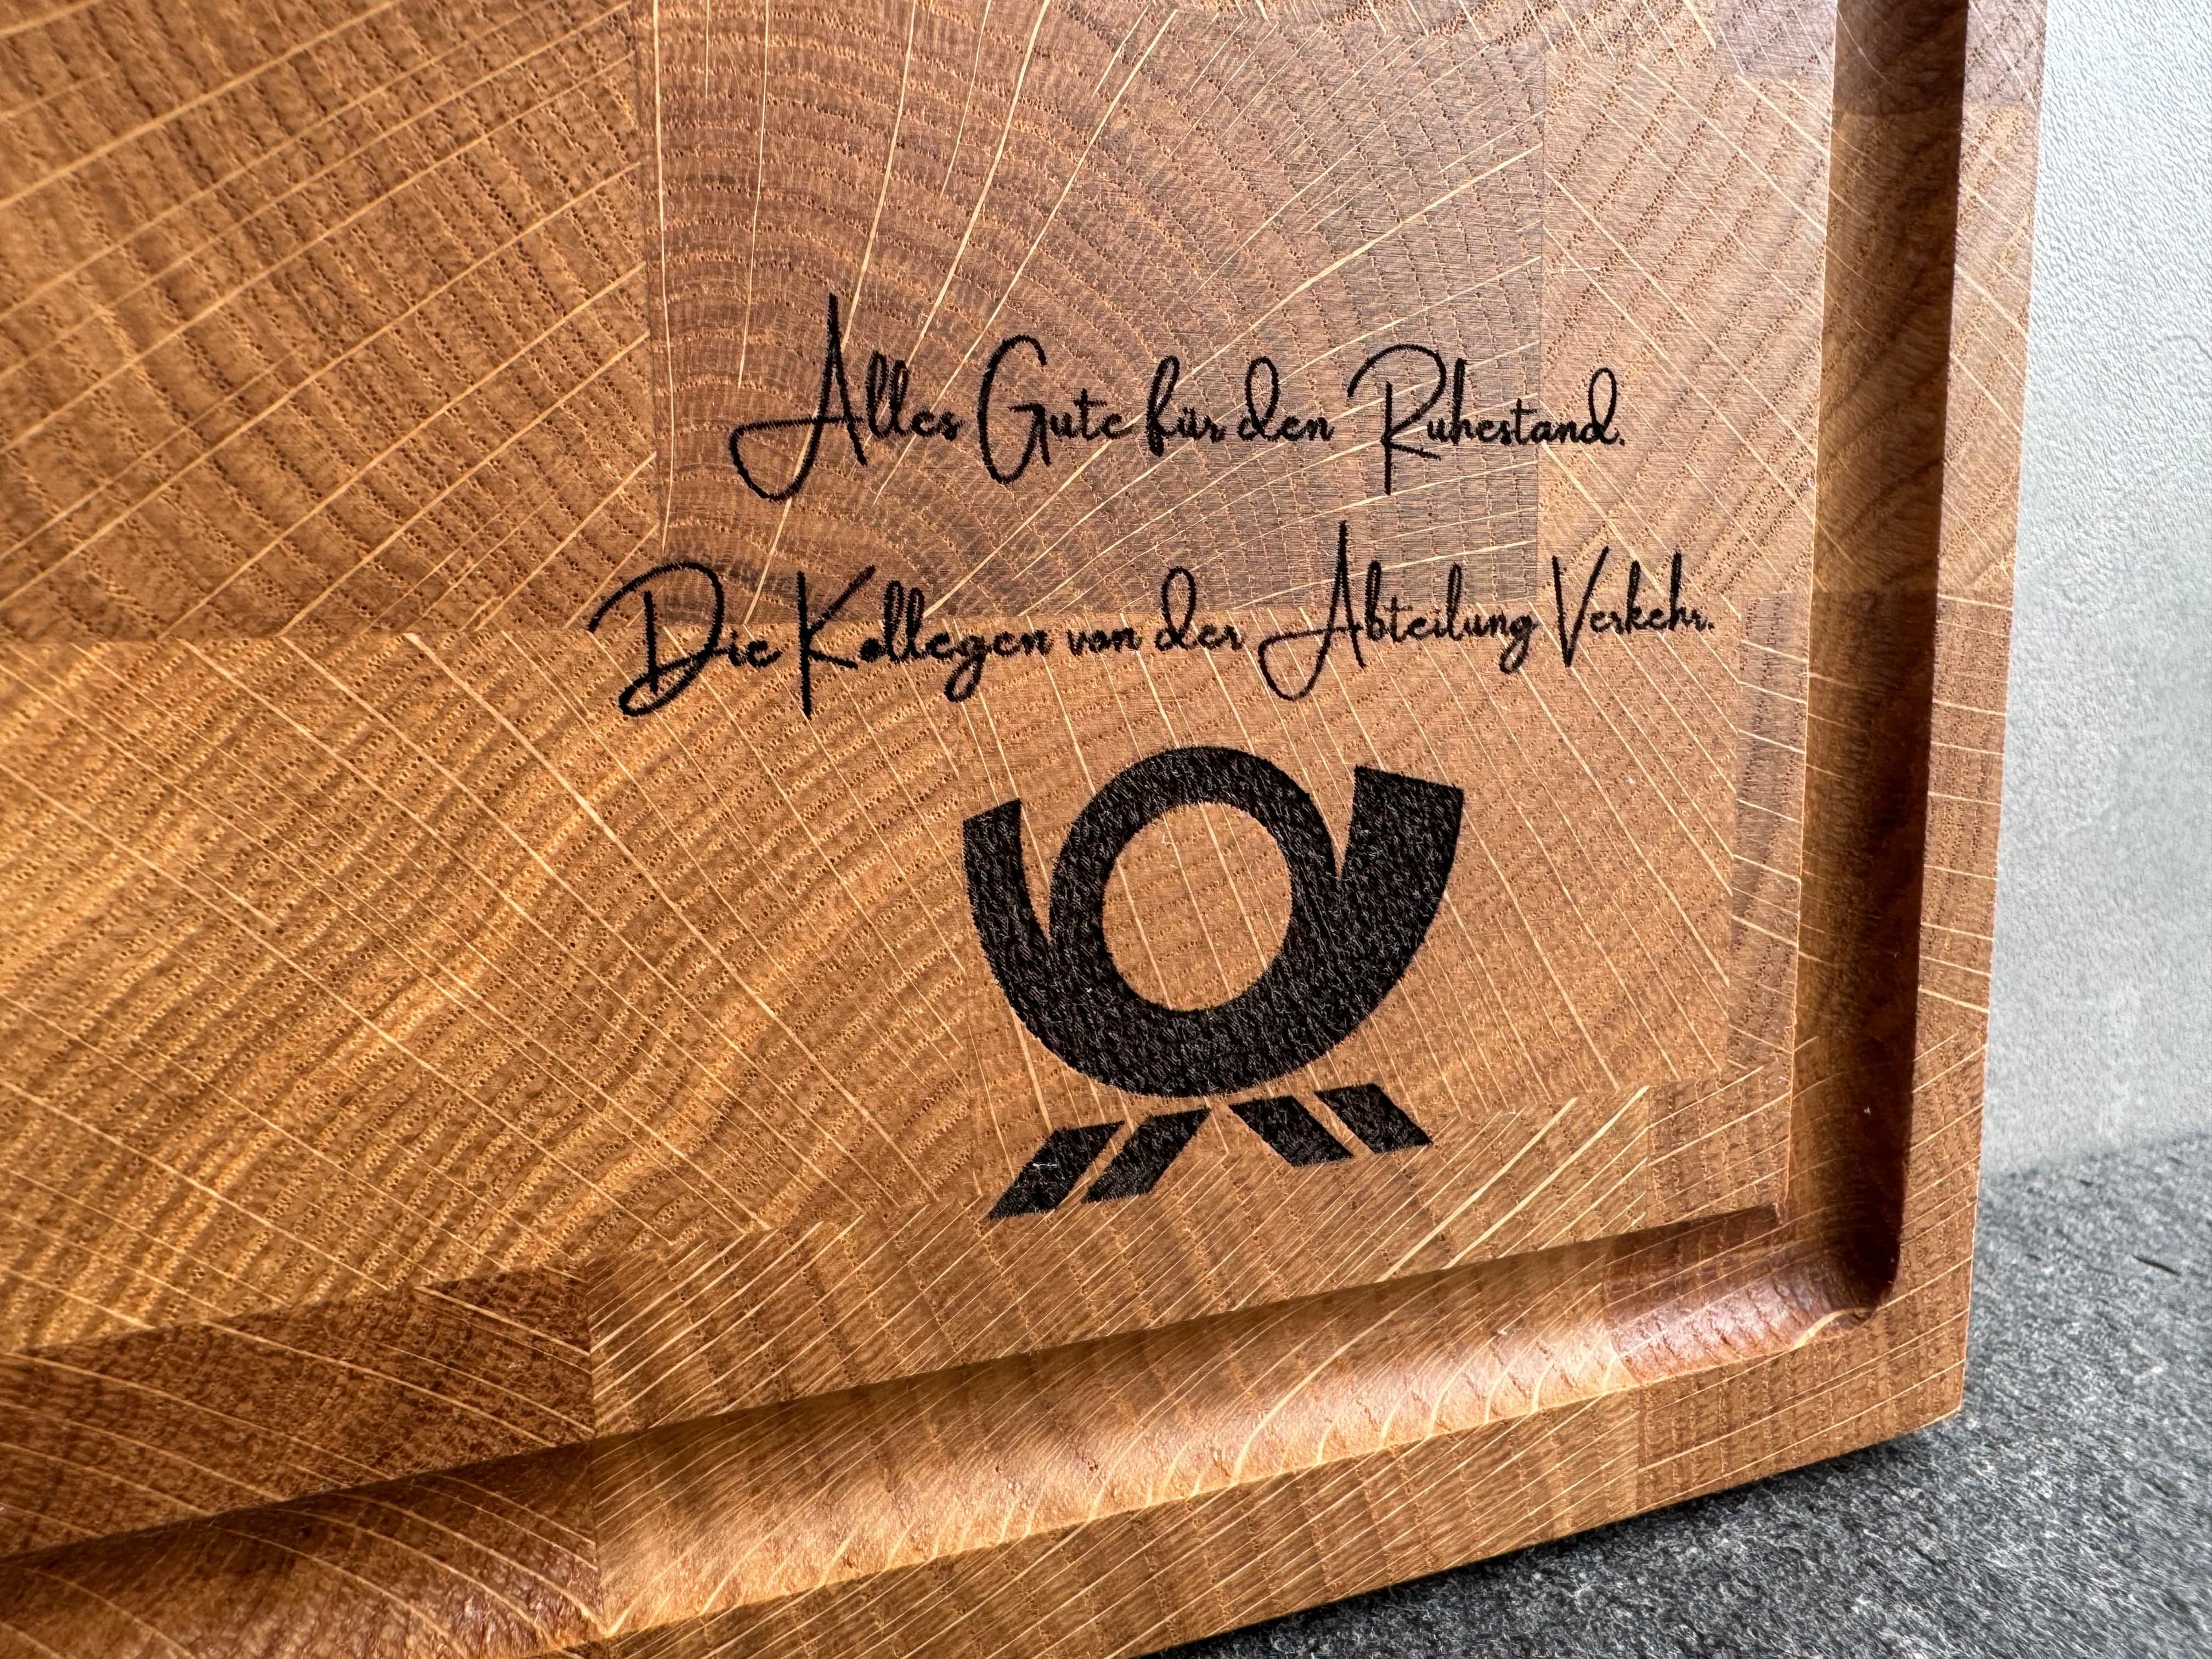 Alles Gute für den Ruhestand.
Die Kollegen von der Abteilung Verkehr.